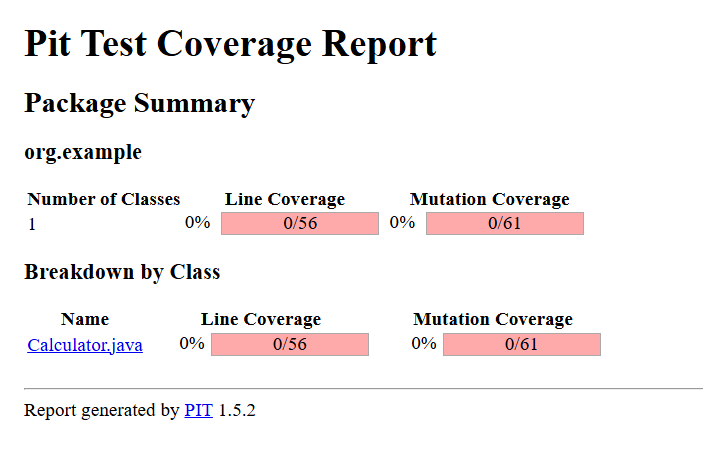 Pit Test Coverage Report
Package Summary
org.example
Number of Classes Line Coverage Mutation Coverage
1 0% 0/56 0% 0/61
Breakdown by Class
Name Line Coverage Mutation Coverage
Calculator.java 0% 0/56 0% 0/61
Report generated by PIT 1.5.2